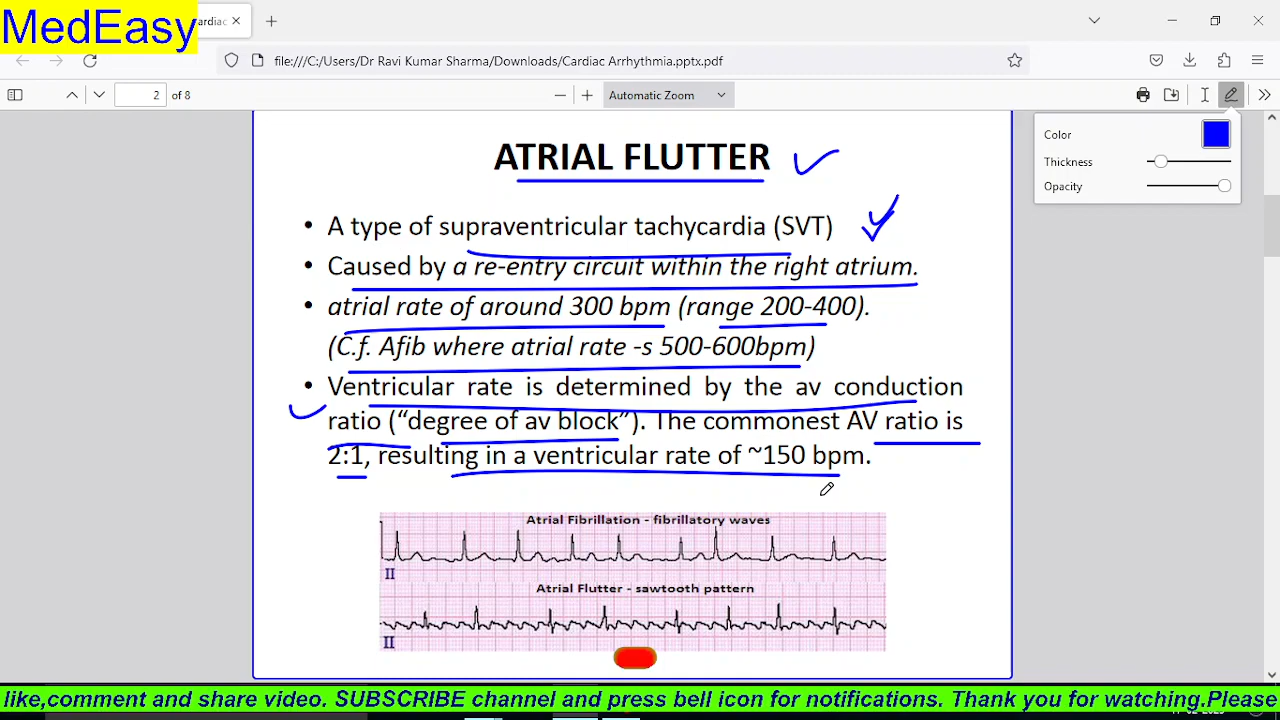 MedEasy
ardiac
file:///C:/Users/Dr Ravi Kumar Sharma/Downloads/Cardiac Arrhythmia.pptx.pdf
2 of 8
Automatic Zoom
Color
Thickness
Opacity
ATRIAL FLUTTER
• A type of supraventricular tachycardia (SVT)
• Caused by a re-entry circuit within the right atrium.
• atrial rate of around 300 bpm (range 200-400).
(C.f. Afib where atrial rate -s 500-600bpm)
• Ventricular rate is determined by the av conduction
ratio (“degree of av block”). The commonest AV ratio is
2:1, resulting in a ventricular rate of ~150 bpm.
Atrial Fibrillation - fibrillatory waves
II
Atrial Flutter - sawtooth pattern
II
like,comment and share video. SUBSCRIBE channel and press bell icon for notifications. Thank you for watching.Please